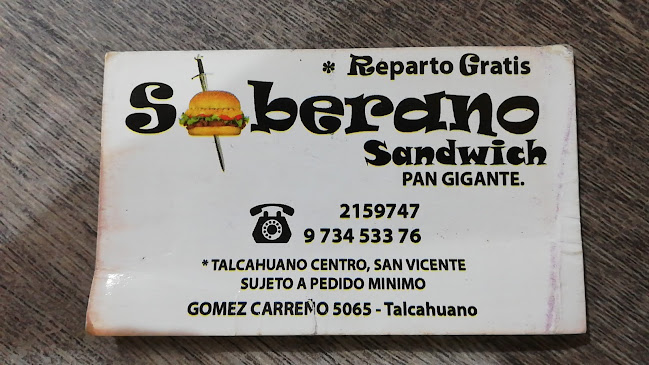 * Reparto Gratis
Soberano
Sandwich
PAN GIGANTE.
2159747
9 734 533 76
* TALCAHUANO CENTRO, SAN VICENTE
SUJETO A PEDIDO MINIMO
GOMEZ CARREÑO 5065 - Talcahuano